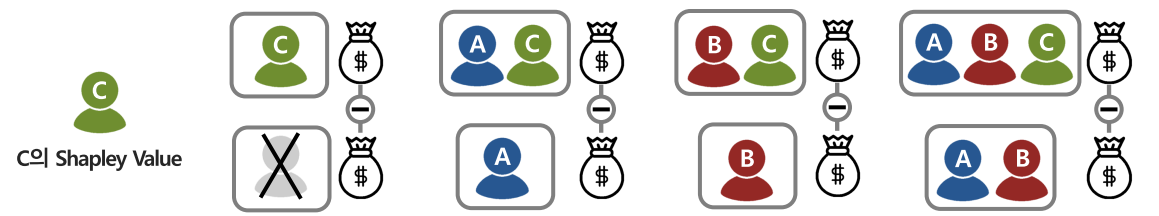 C A C B C A B C
$ $ $ $
C
C의 Shapley Value
A B A B
$ $ $ $